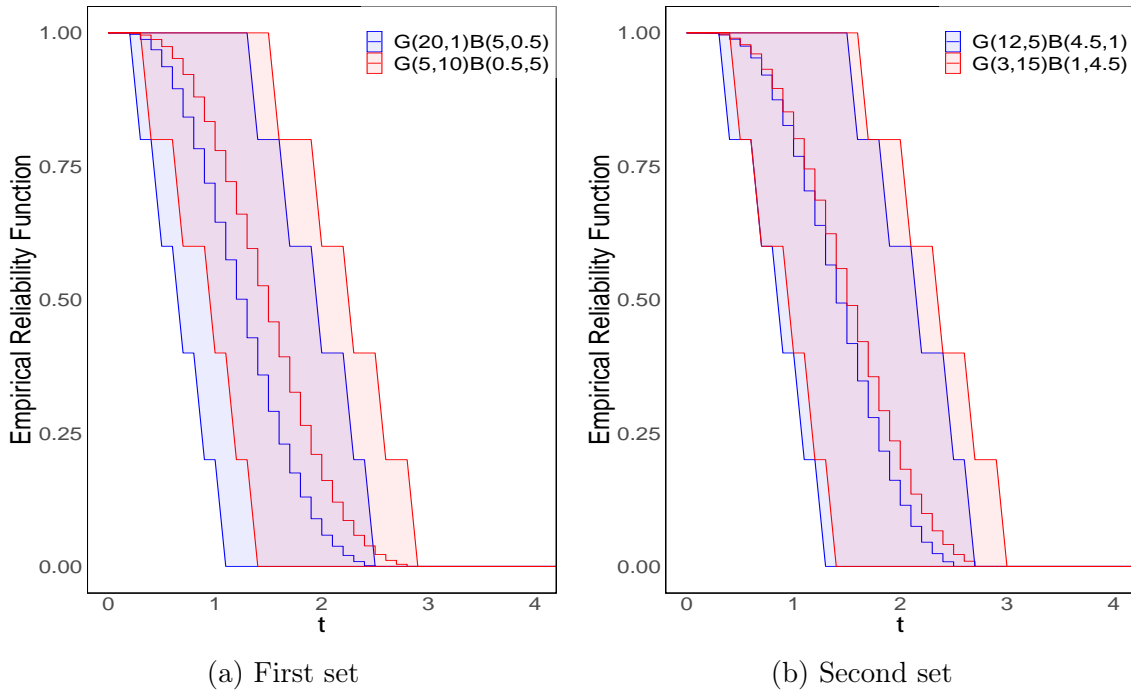 G(20,1)B(5,0.5)
G(5,10)B(0.5,5)
1.00
0.75
0.50
0.25
0.00
Empirical Reliability Function
0 1 2 3 4
t
(a) First set
G(12,5)B(4.5,1)
G(3,15)B(1,4.5)
1.00
0.75
0.50
0.25
0.00
Empirical Reliability Function
0 1 2 3 4
t
(b) Second set